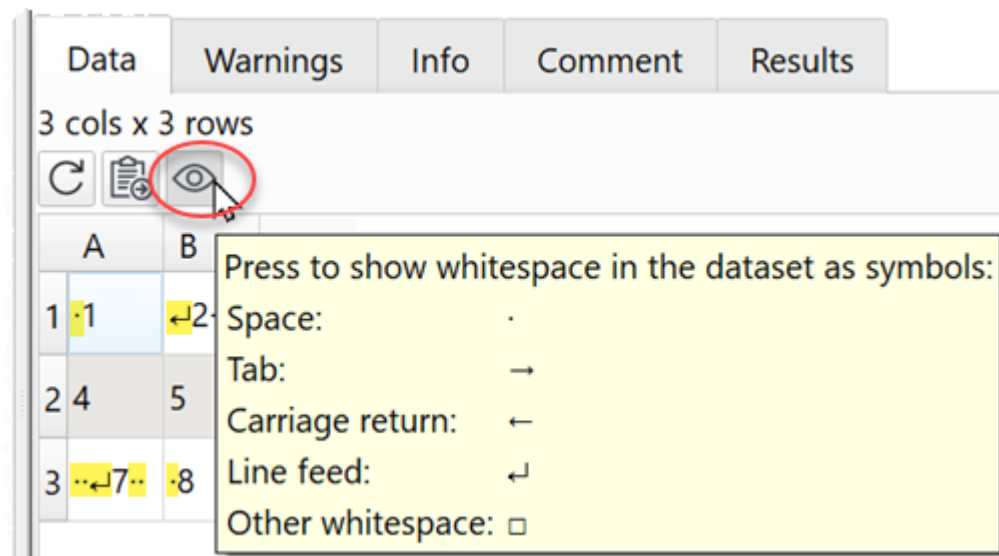 Data Warnings Info Comment Results
3 cols x 3 rows
A B
Press to show whitespace in the dataset as symbols:
1 ·1 ↵2·
Space: ·
Tab: →
2 4 5
Carriage return: ←
3 ··↵7·· ·8
Line feed: ↵
Other whitespace: □